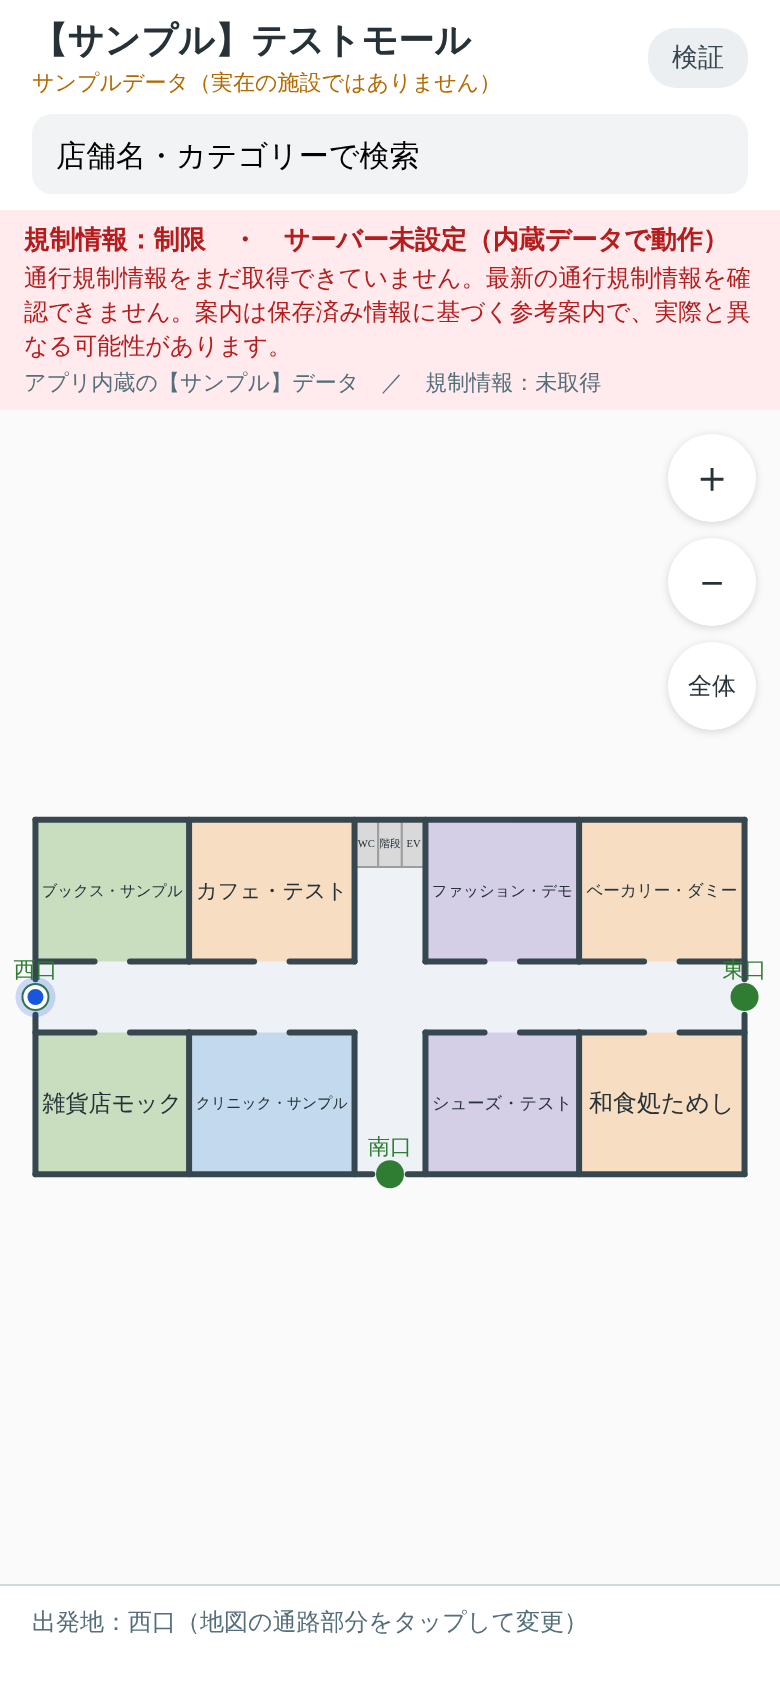 【サンプル】テストモール
サンプルデータ（実在の施設ではありません）
検証
店舗名・カテゴリーで検索
規制情報：制限　・　サーバー未設定（内蔵データで動作）
通行規制情報をまだ取得できていません。最新の通行規制情報を確
認できません。案内は保存済み情報に基づく参考案内で、実際と異
なる可能性があります。
アプリ内蔵の【サンプル】データ　／　規制情報：未取得
＋
−
全体
WC 階段 EV
ブックス・サンプル カフェ・テスト ファッション・デモ ベーカリー・ダミー
西口 東口
雑貨店モック クリニック・サンプル シューズ・テスト 和食処ためし
南口
出発地：西口（地図の通路部分をタップして変更）